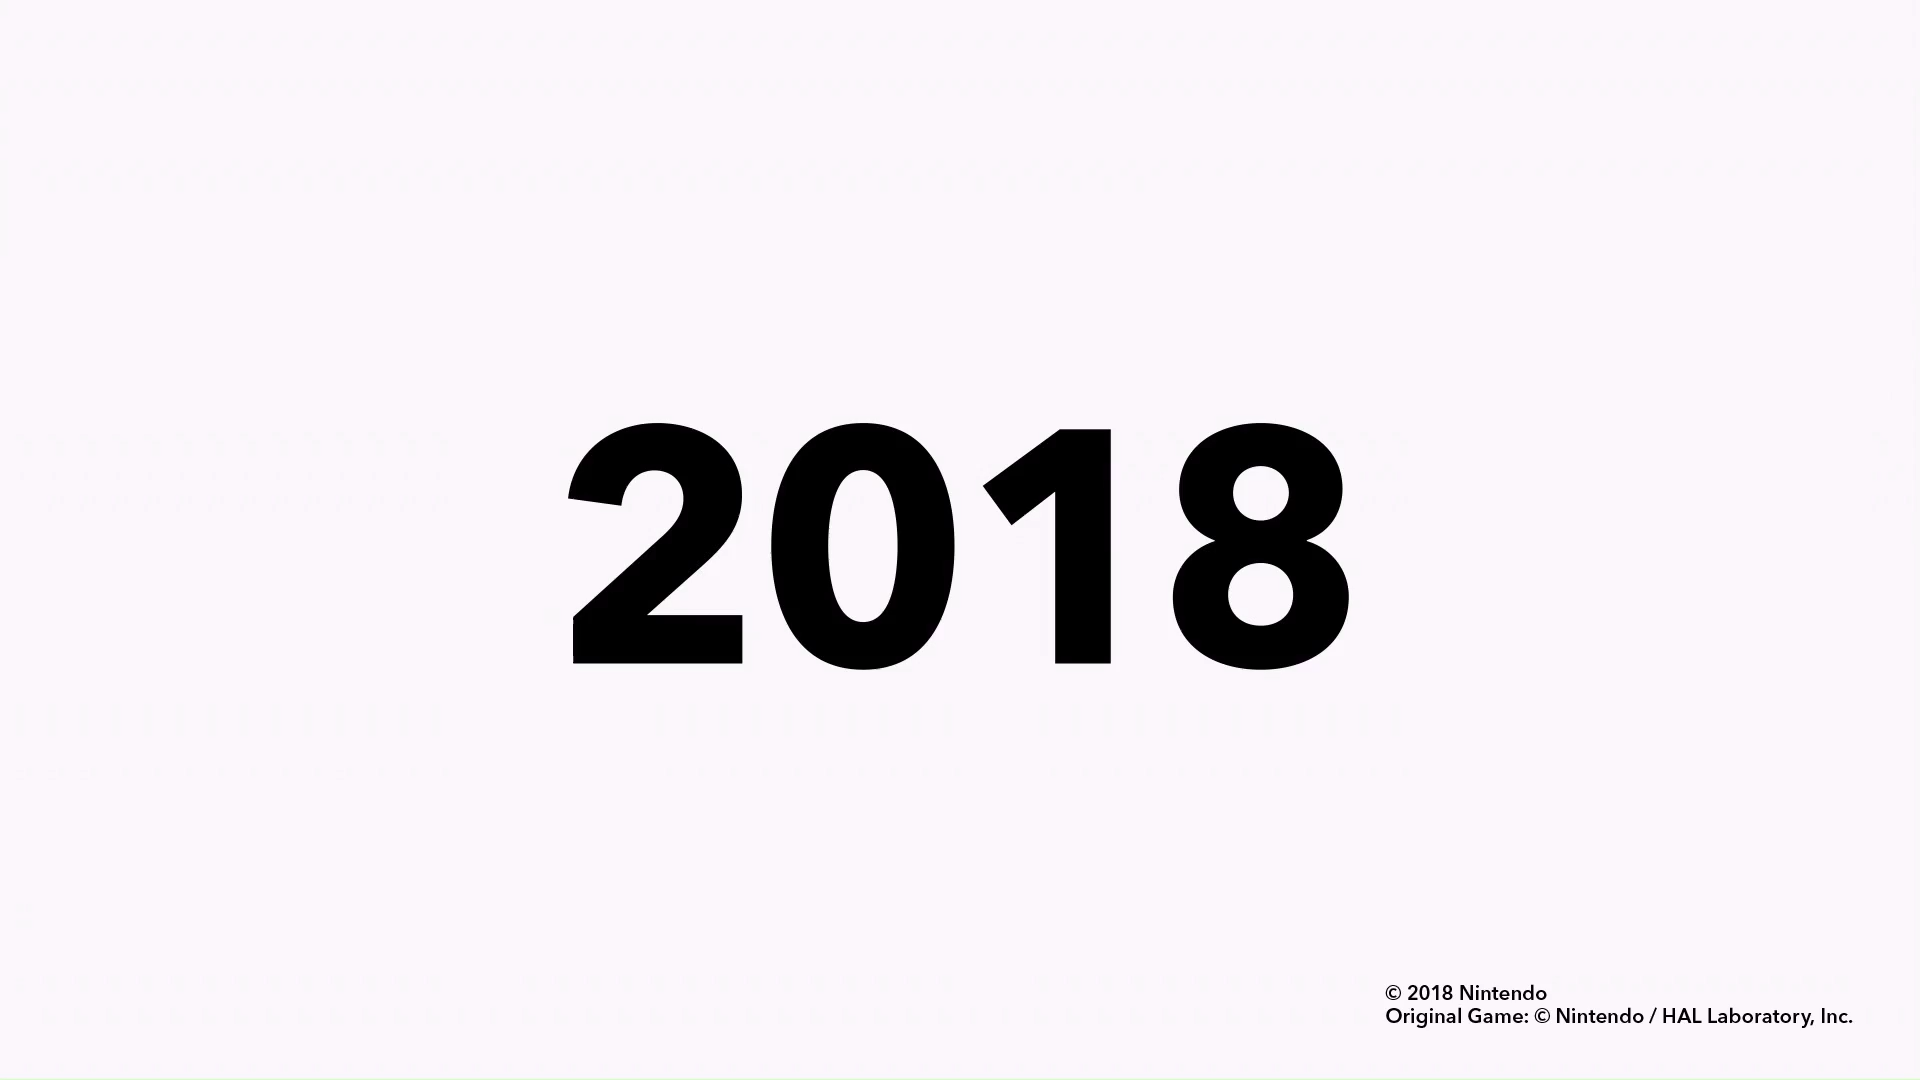 2018
© 2018 Nintendo
Original Game: © Nintendo / HAL Laboratory, Inc.